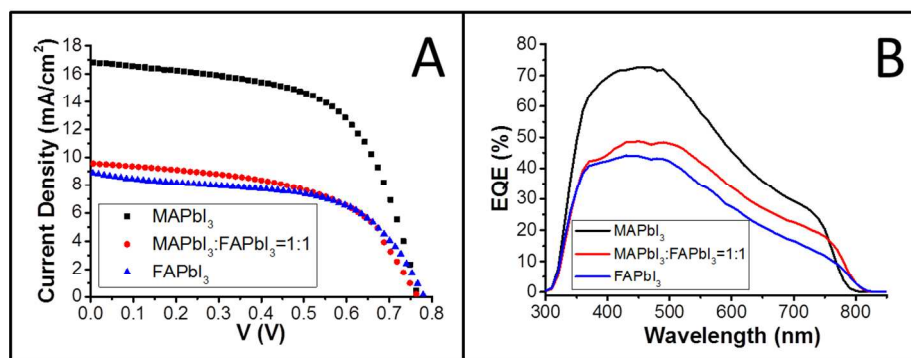 A
Current Density (mA/cm²)
18
16
14
12
10
8
6
4
2
0
MAPbI₃
MAPbI₃:FAPbI₃=1:1
FAPbI₃
0.0 0.1 0.2 0.3 0.4 0.5 0.6 0.7 0.8
V (V)
B
EQE (%)
80
70
60
50
40
30
20
10
0
MAPbI₃
MAPbI₃:FAPbI₃=1:1
FAPbI₃
300 400 500 600 700 800
Wavelength (nm)